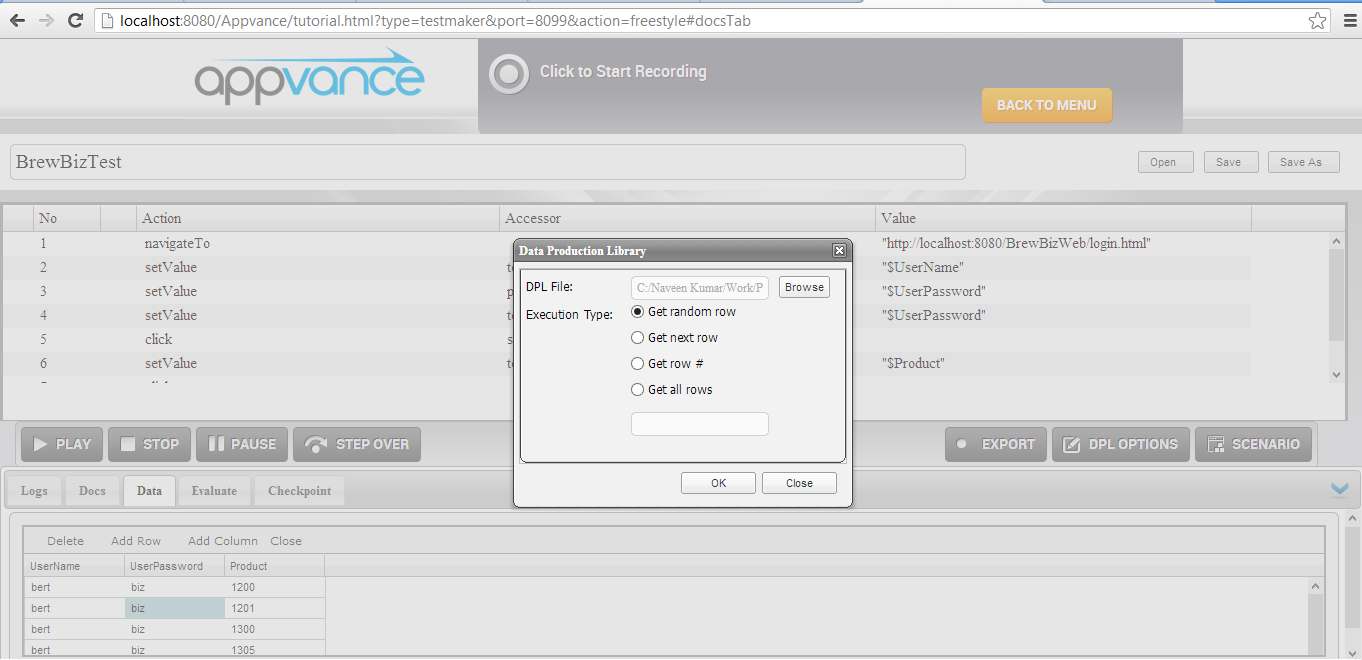 localhost:8080/Appvance/tutorial.html?type=testmaker&port=8099&action=freestyle#docsTab
appvance
Click to Start Recording
BACK TO MENU
BrewBizTest
Open Save Save As
No Action Accessor Value
1 navigateTo "http://localhost:8080/BrewBizWeb/login.html"
2 setValue "$UserName"
3 setValue "$UserPassword"
4 setValue "$UserPassword"
5 click
6 setValue "$Product"
Data Production Library
DPL File: C:/Naveen Kumar/Work/P Browse
Execution Type: Get random row
Get next row
Get row #
Get all rows
OK Close
PLAY STOP PAUSE STEP OVER EXPORT DPL OPTIONS SCENARIO
Logs Docs Data Evaluate Checkpoint
Delete Add Row Add Column Close
UserName UserPassword Product
bert biz 1200
bert biz 1201
bert biz 1300
bert biz 1305